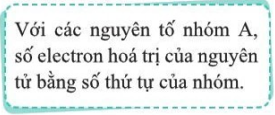 Với các nguyên tố nhóm A,
số electron hoá trị của nguyên
tử bằng số thứ tự của nhóm.